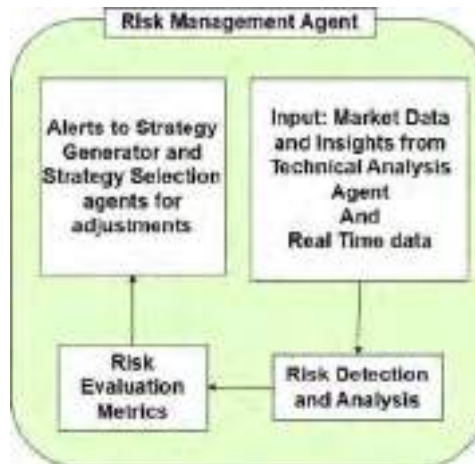 Risk Management Agent
Alerts to Strategy
Generator and
Strategy Selection
agents for
adjustments
Input: Market Data
and Insights from
Technical Analysis
Agent
And
Real Time data
Risk
Evaluation
Metrics
Risk Detection
and Analysis